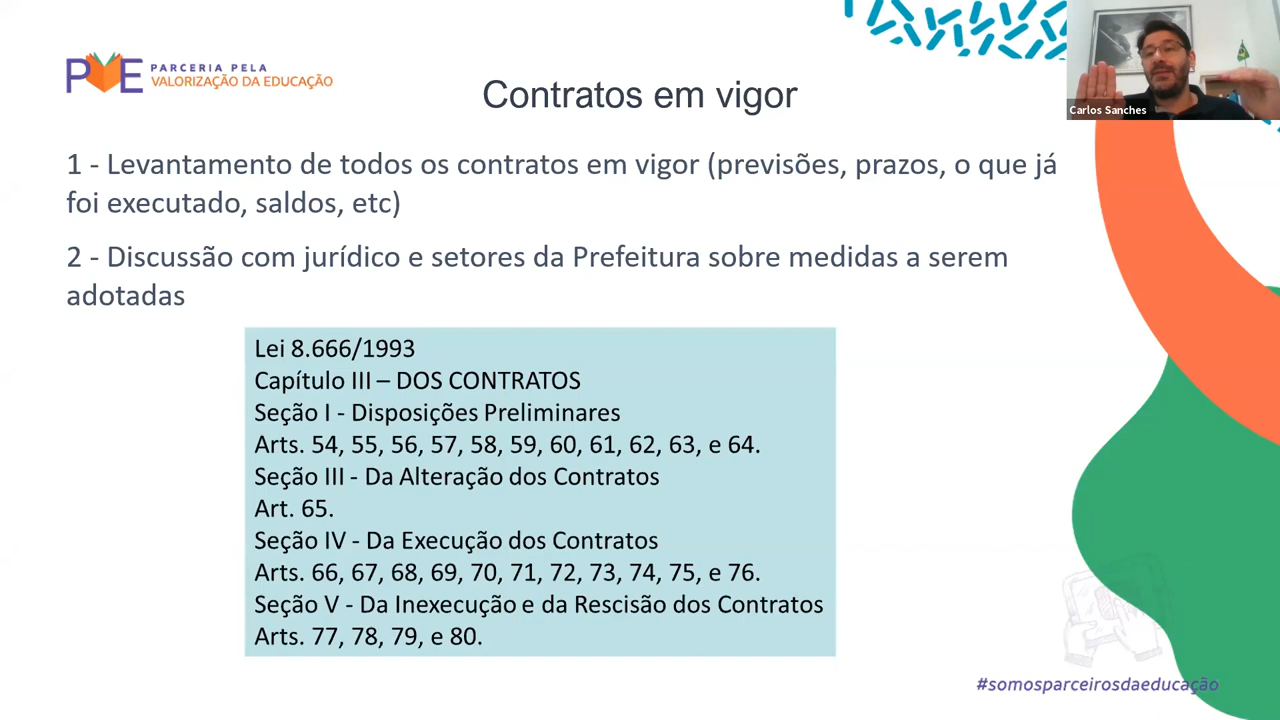 PVE PARCERIA PELA
VALORIZAÇÃO DA EDUCAÇÃO
Contratos em vigor
Carlos Sanches
1 - Levantamento de todos os contratos em vigor (previsões, prazos, o que já
foi executado, saldos, etc)
2 - Discussão com jurídico e setores da Prefeitura sobre medidas a serem
adotadas
Lei 8.666/1993
Capítulo III – DOS CONTRATOS
Seção I - Disposições Preliminares
Arts. 54, 55, 56, 57, 58, 59, 60, 61, 62, 63, e 64.
Seção III - Da Alteração dos Contratos
Art. 65.
Seção IV - Da Execução dos Contratos
Arts. 66, 67, 68, 69, 70, 71, 72, 73, 74, 75, e 76.
Seção V - Da Inexecução e da Rescisão dos Contratos
Arts. 77, 78, 79, e 80.
#somosparceirosdaeducação